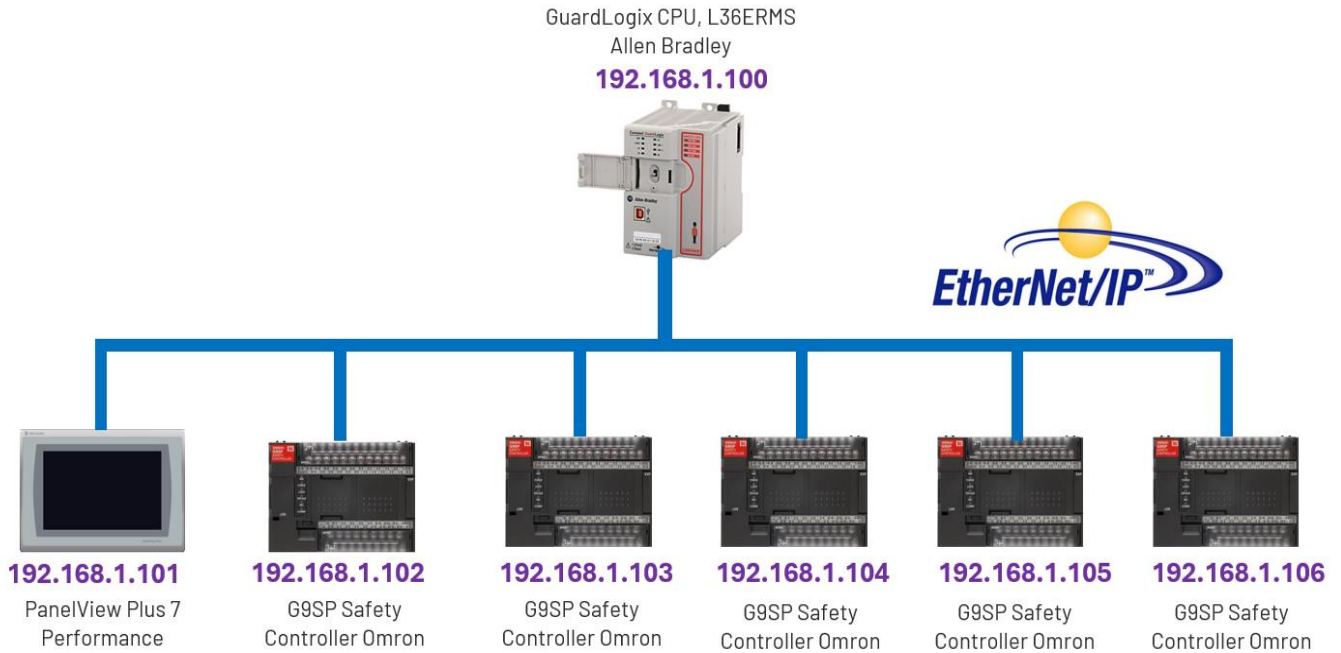 GuardLogix CPU, L36ERMS
Allen Bradley
192.168.1.100
EtherNet/IP™
192.168.1.101
PanelView Plus 7
Performance
192.168.1.102
G9SP Safety
Controller Omron
192.168.1.103
G9SP Safety
Controller Omron
192.168.1.104
G9SP Safety
Controller Omron
192.168.1.105
G9SP Safety
Controller Omron
192.168.1.106
G9SP Safety
Controller Omron